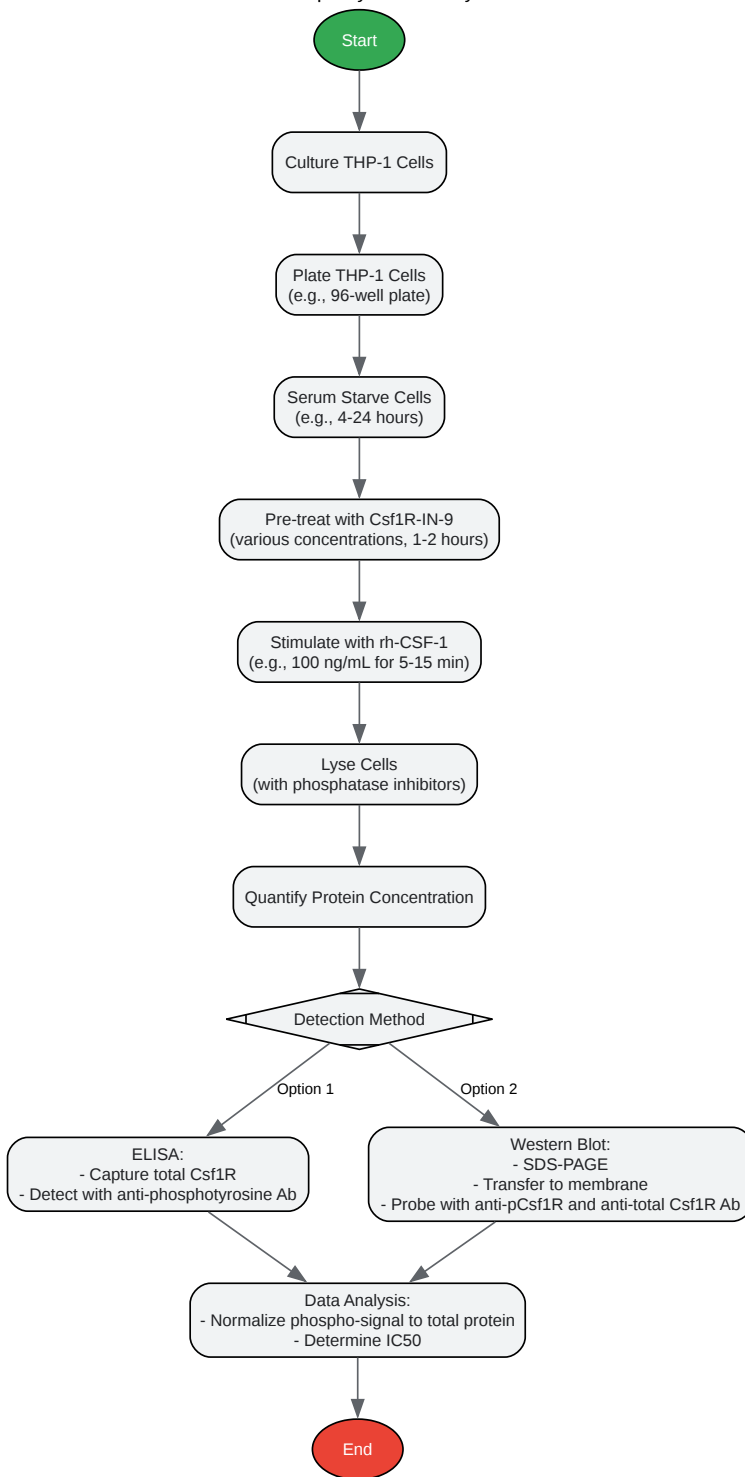 Start
Culture THP-1 Cells
Plate THP-1 Cells
(e.g., 96-well plate)
Serum Starve Cells
(e.g., 4-24 hours)
Pre-treat with Csf1R-IN-9
(various concentrations, 1-2 hours)
Stimulate with rh-CSF-1
(e.g., 100 ng/mL for 5-15 min)
Lyse Cells
(with phosphatase inhibitors)
Quantify Protein Concentration
Detection Method
Option 1
Option 2
ELISA:
- Capture total Csf1R
- Detect with anti-phosphotyrosine Ab
Western Blot:
- SDS-PAGE
- Transfer to membrane
- Probe with anti-pCsf1R and anti-total Csf1R Ab
Data Analysis:
- Normalize phospho-signal to total protein
- Determine IC50
End